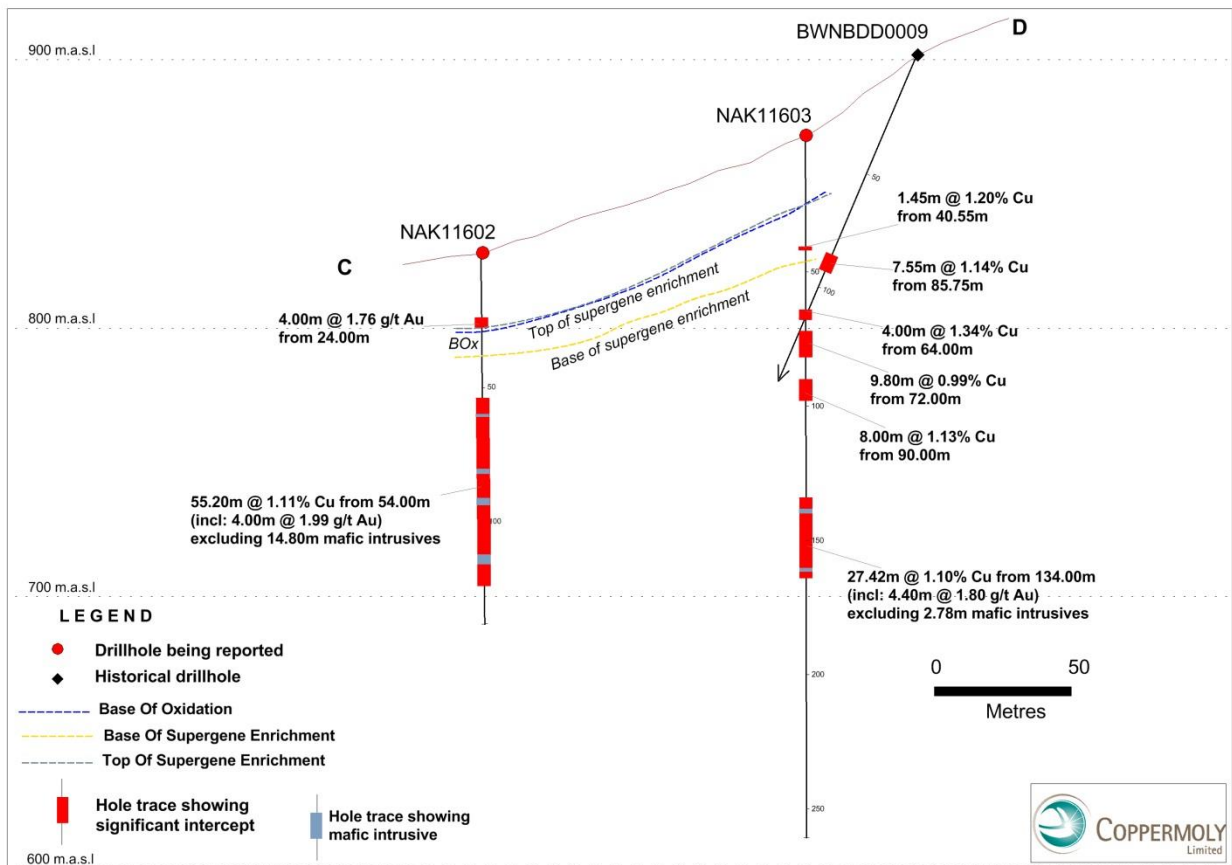 BWNBDD0009
D
900 m.a.s.l
NAK11603
50
1.45m @ 1.20% Cu
from 40.55m
NAK11602
C
50
100
7.55m @ 1.14% Cu
from 85.75m
Top of supergene enrichment
4.00m @ 1.76 g/t Au
from 24.00m
800 m.a.s.l
BOx
Base of supergene enrichment
4.00m @ 1.34% Cu
from 64.00m
50
9.80m @ 0.99% Cu
from 72.00m
100
8.00m @ 1.13% Cu
from 90.00m
55.20m @ 1.11% Cu from 54.00m
(incl: 4.00m @ 1.99 g/t Au)
excluding 14.80m mafic intrusives
100
150
27.42m @ 1.10% Cu from 134.00m
(incl: 4.40m @ 1.80 g/t Au)
excluding 2.78m mafic intrusives
700 m.a.s.l
LEGEND
Drillhole being reported
Historical drillhole
Base Of Oxidation
Base Of Supergene Enrichment
Top Of Supergene Enrichment
Hole trace showing
significant intercept
Hole trace showing
mafic intrusive
200
250
0 50
Metres
600 m.a.s.l
COPPERMOLY
Limited